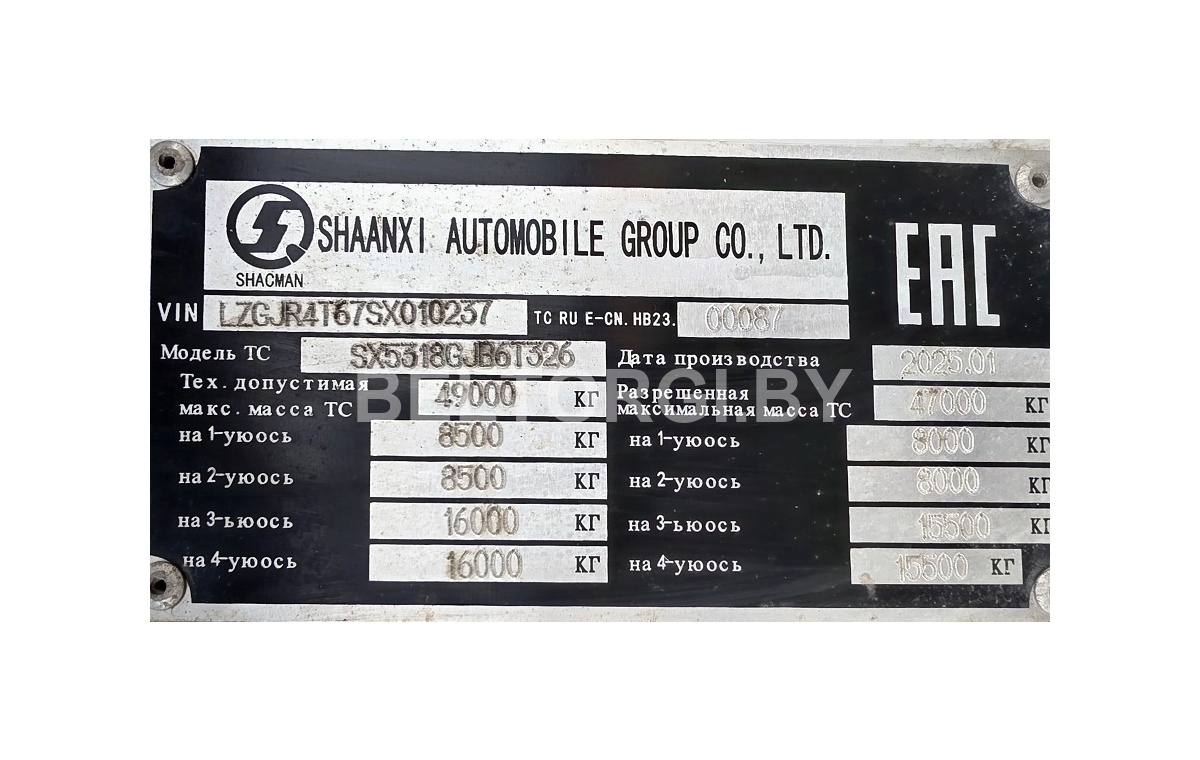 SHAANXI AUTOMOBILE GROUP CO., LTD.
SHACMAN
EAC
VIN LZGJR4T67SX010237 TC RU E-CN. HB23. 00087
Модель ТС SX5318GJB6T326 Дата производства 2025.01
Тех. допустимая макс. масса ТС 49000 КГ Разрешенная максимальная масса ТС 47000 КГ
на 1-уюось 8500 КГ на 1-уюось 8000 КГ
на 2-уюось 8500 КГ на 2-уюось 8000 КГ
на 3-ьюось 16000 КГ на 3-ьюось 15500 КГ
на 4-уюось 16000 КГ на 4-уюось 15500 КГ
BELTORGI.BY